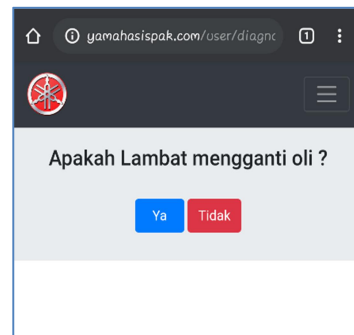 yamahasispak.com/user/diagnc
1
Apakah Lambat mengganti oli ?
Ya
Tidak